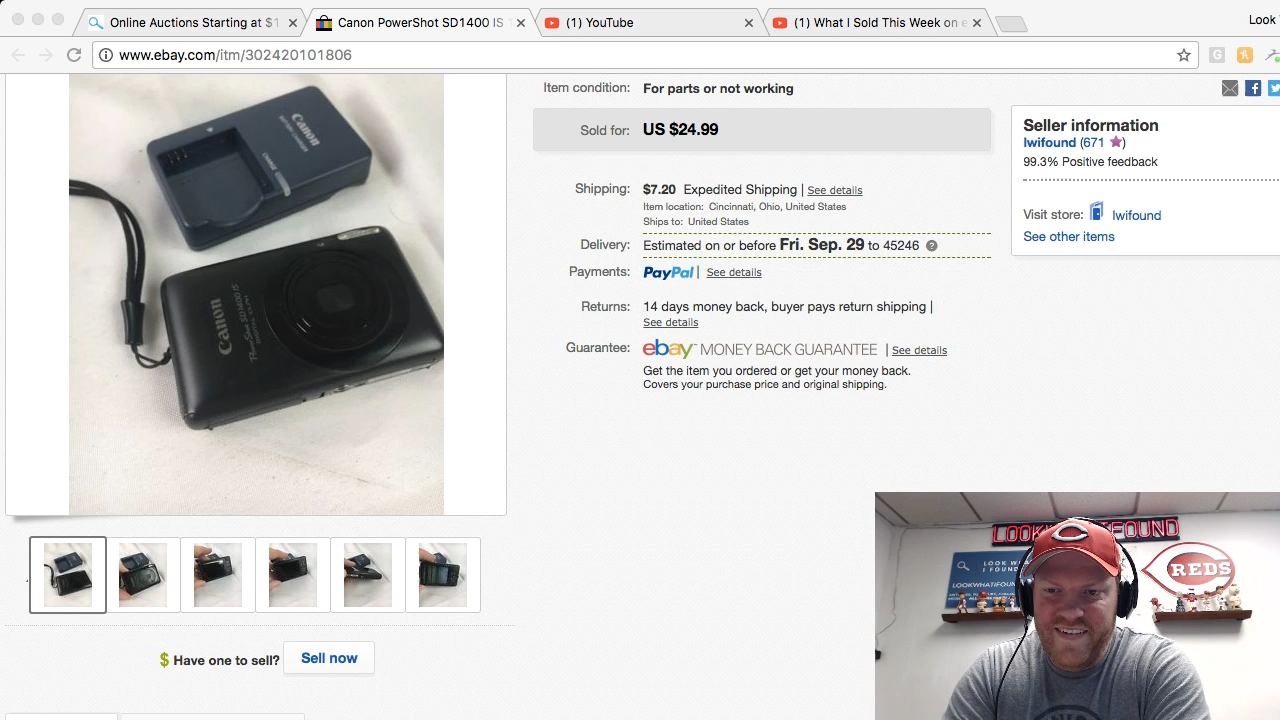 Online Auctions Starting at $1
Canon PowerShot SD1400 IS
(1) YouTube
(1) What I Sold This Week on e
Look
www.ebay.com/itm/302420101806
Item condition: For parts or not working
Sold for: US $24.99
Shipping: $7.20 Expedited Shipping | See details
Item location: Cincinnati, Ohio, United States
Ships to: United States
Delivery: Estimated on or before Fri. Sep. 29 to 45246 ?
Payments: PayPal | See details
Returns: 14 days money back, buyer pays return shipping |
See details
Guarantee: ebay MONEY BACK GUARANTEE | See details
Get the item you ordered or get your money back.
Covers your purchase price and original shipping.
Seller information
lwifound (671)
99.3% Positive feedback
Visit store: lwifound
See other items
Canon
Canon
PowerShot SD1400 IS
$ Have one to sell? Sell now
LOOKWHATIFOUND
LOOK W
I FOUN
LOOKWHATIFOU
REDS